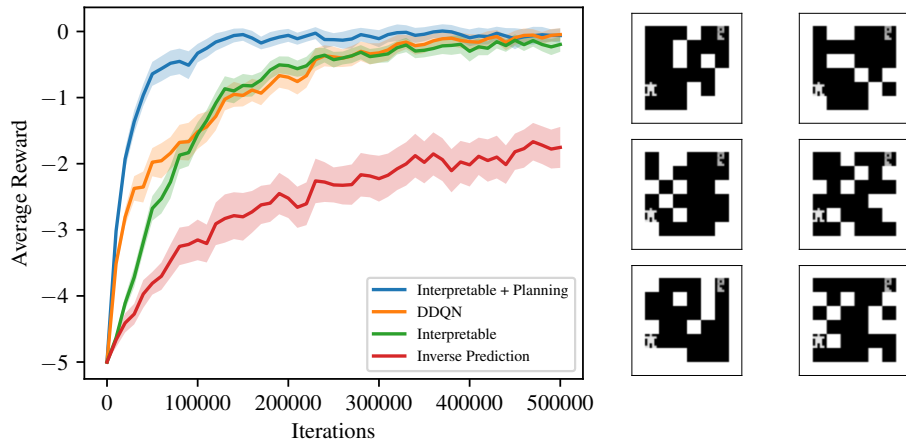 0
−1
−2
−3
−4
−5
Average Reward
0
100000
200000
300000
400000
500000
Iterations
Interpretable + Planning
DDQN
Interpretable
Inverse Prediction